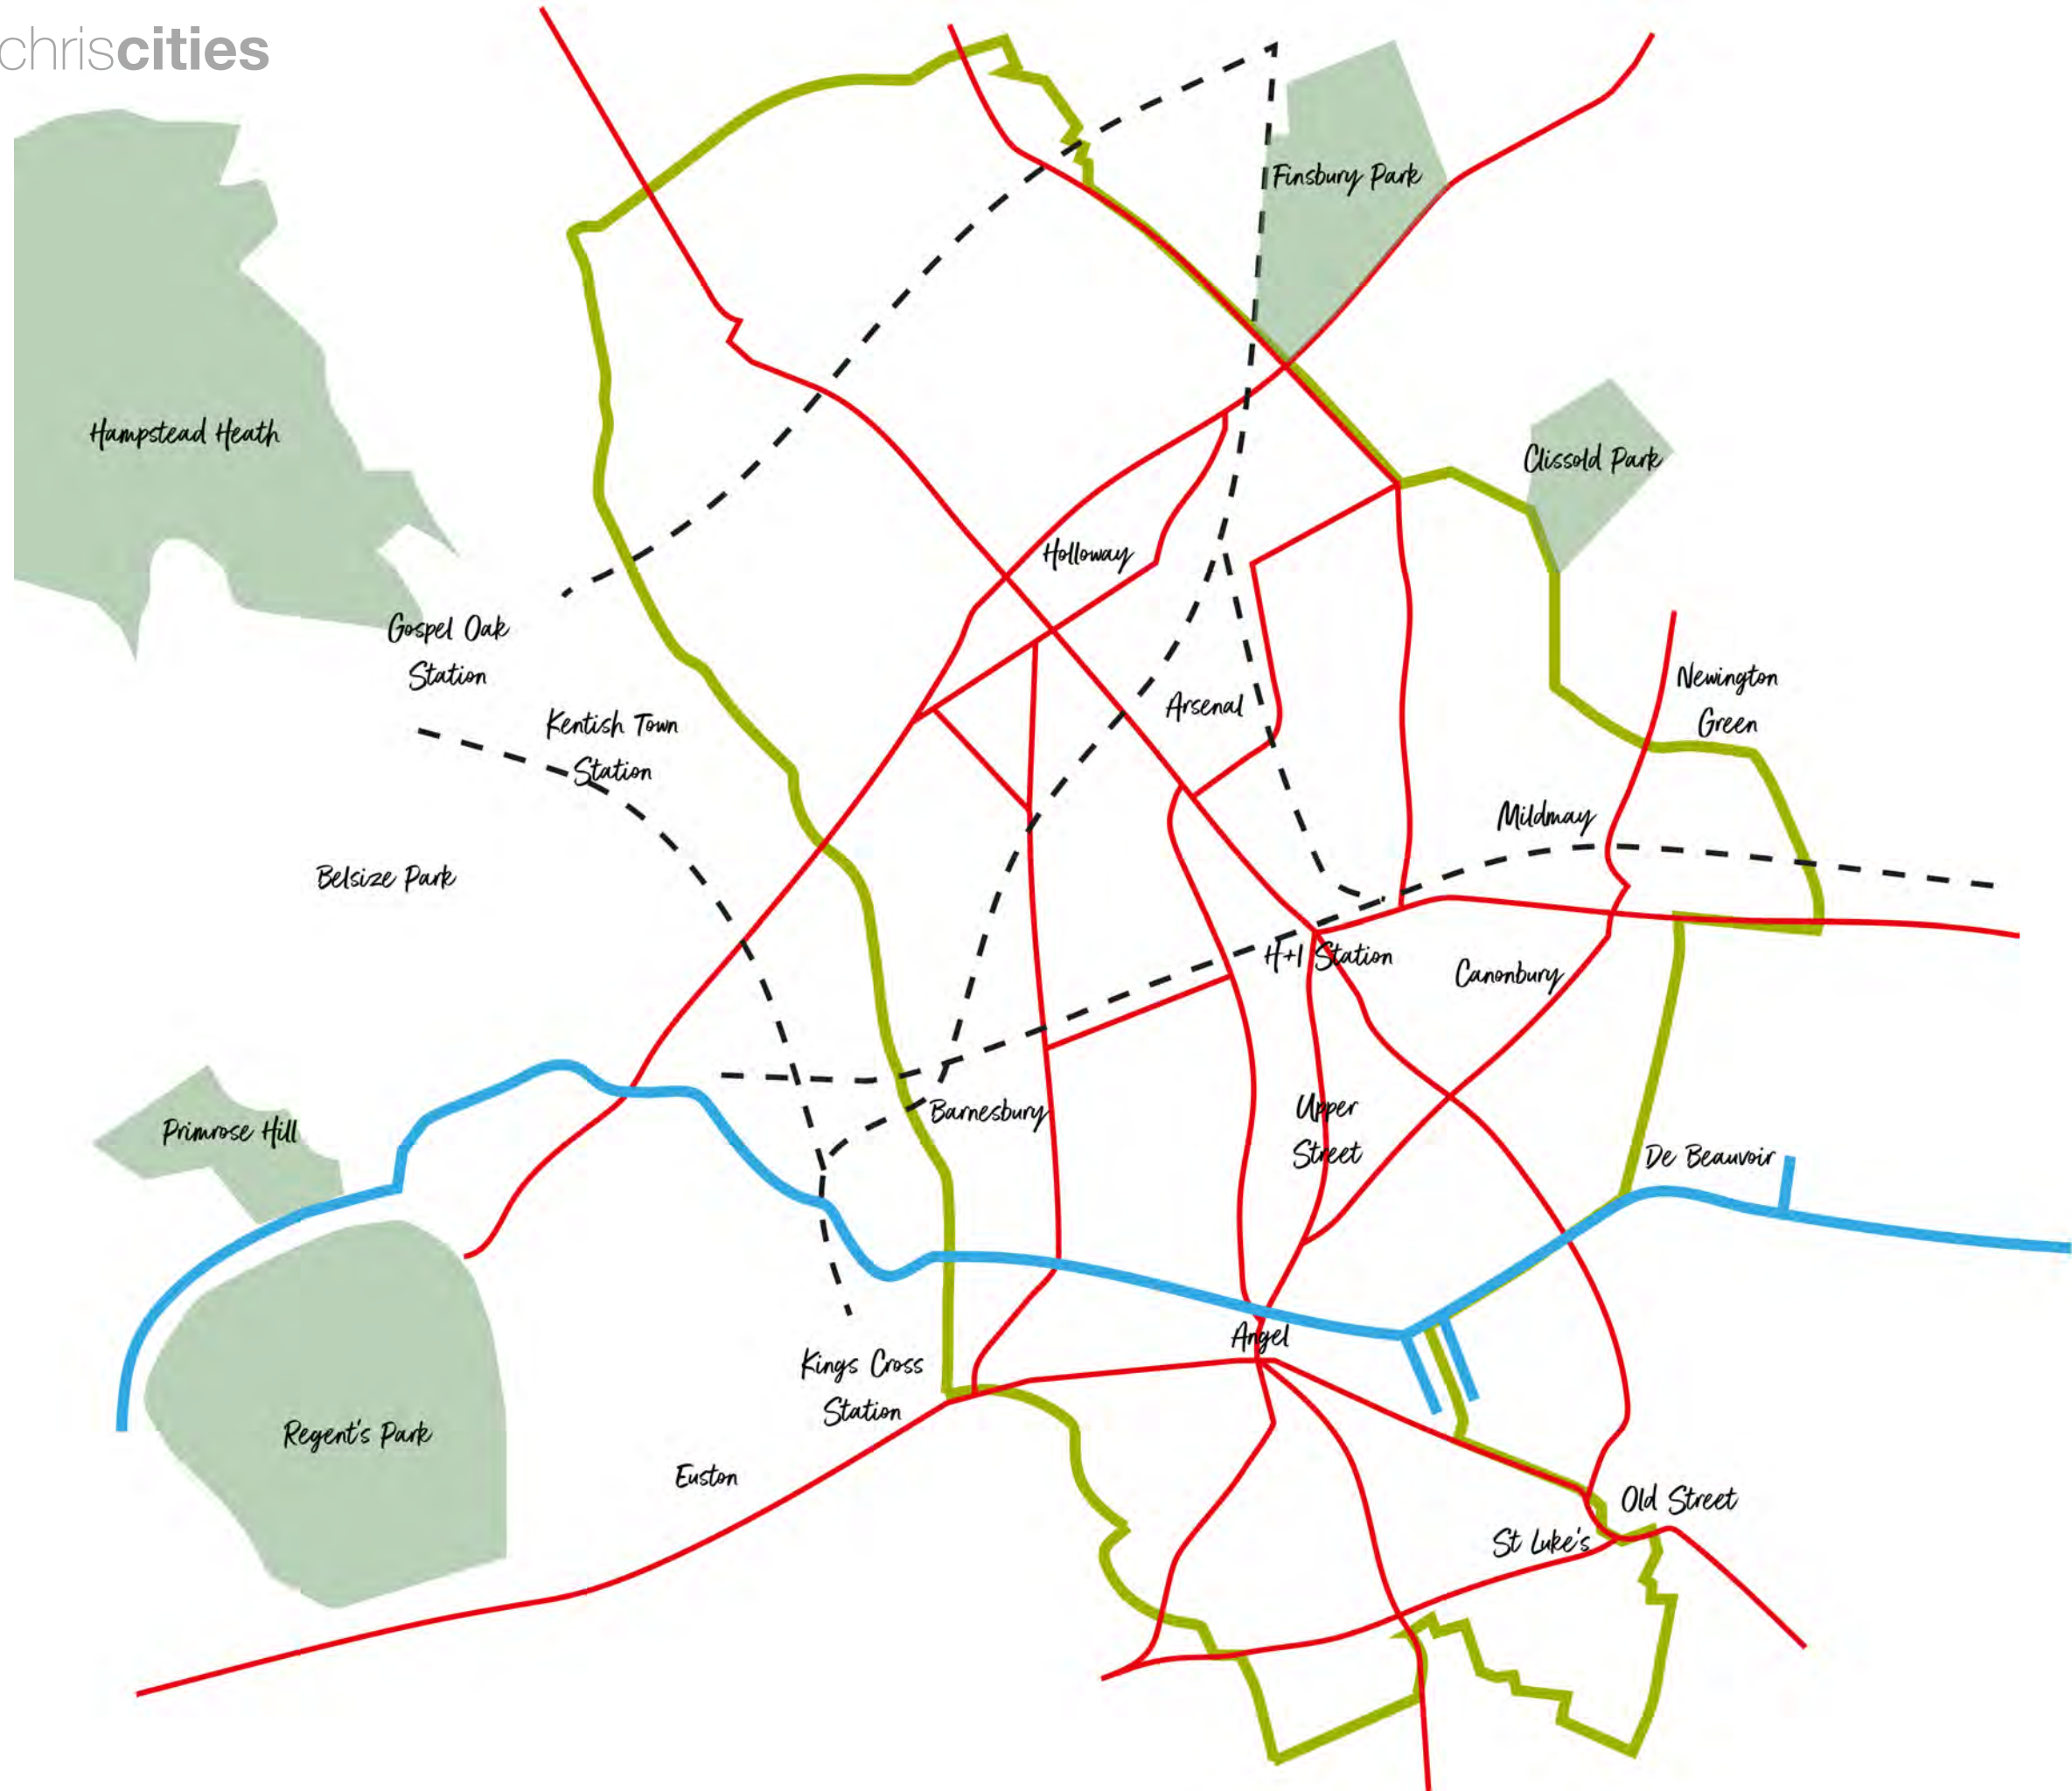 chriscities
Finsbury Park
Hampstead Heath
Clissold Park
Holloway
Gospel Oak
Station
Kentish Town
Station
Arsenal
Newington
Green
Mildmay
Belsize Park
H+I Station
Canonbury
Primrose Hill
Barnesbury
Upper
Street
De Beauvoir
Angel
Kings Cross
Station
Regent's Park
Euston
Old Street
St Luke's